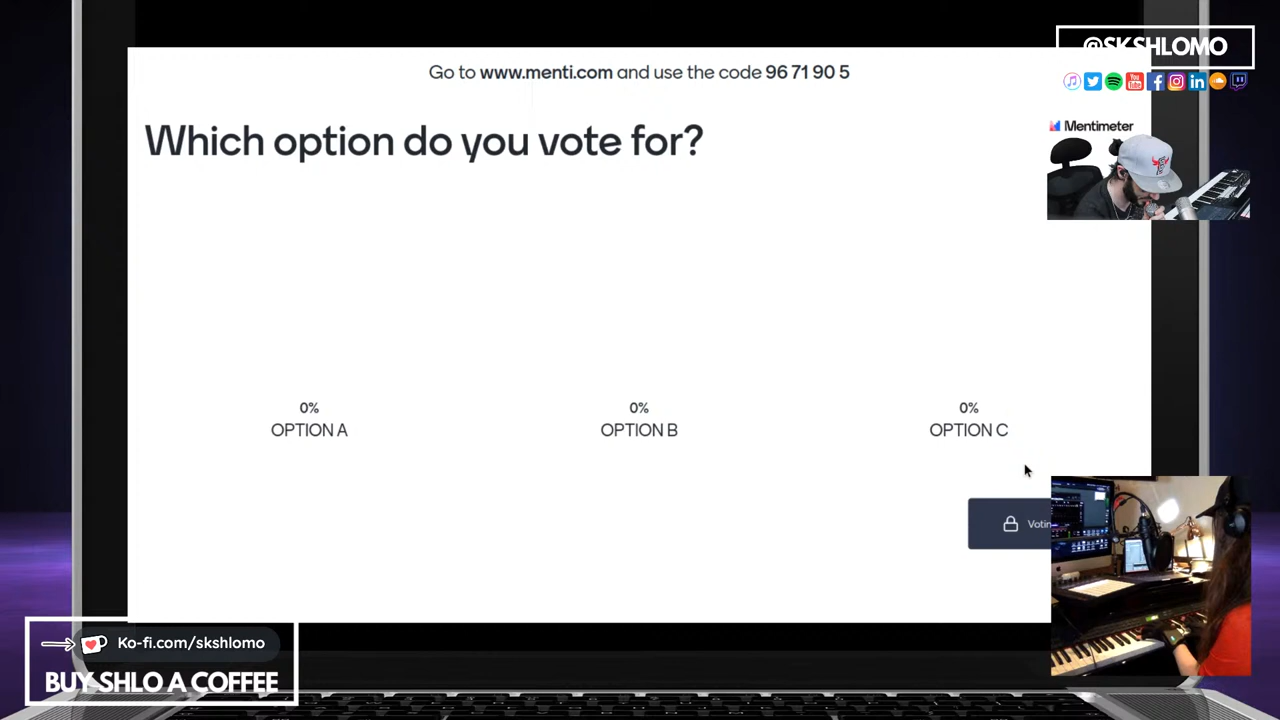 @SKSHLOMO
Go to www.menti.com and use the code 96 71 90 5
Mentimeter
Which option do you vote for?
0%
OPTION A
0%
OPTION B
0%
OPTION C
Ko-fi.com/skshlomo
BUY SHLO A COFFEE